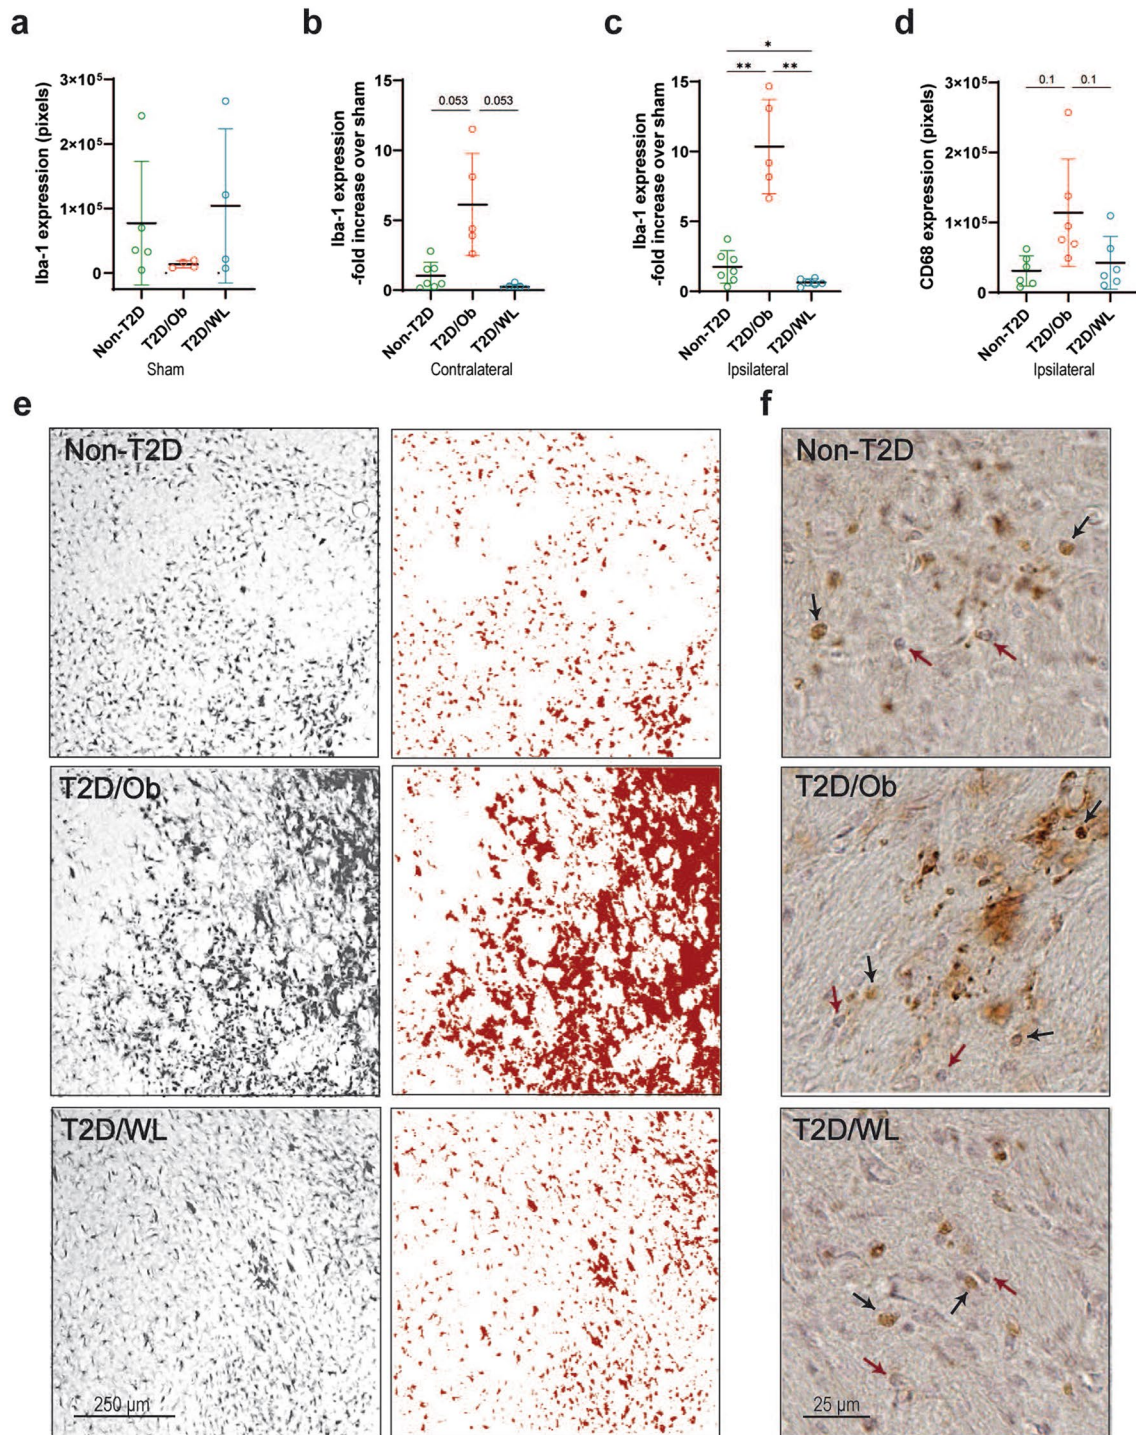 a
b
c
d
Iba-1 expression (pixels)
3×10⁵
2×10⁵
1×10⁵
0
Non-T2D
T2D/Ob
T2D/WL
Sham
Iba-1 expression
-fold increase over sham
15
10
5
0
0.053
0.053
Non-T2D
T2D/Ob
T2D/WL
Contralateral
Iba-1 expression
-fold increase over sham
15
10
5
0
*
**
**
Non-T2D
T2D/Ob
T2D/WL
Ipsilateral
CD68 expression (pixels)
3×10⁵
2×10⁵
1×10⁵
0
0.1
0.1
Non-T2D
T2D/Ob
T2D/WL
Ipsilateral
e
f
Non-T2D
Non-T2D
T2D/Ob
T2D/Ob
T2D/WL
T2D/WL
250 µm
25 µm